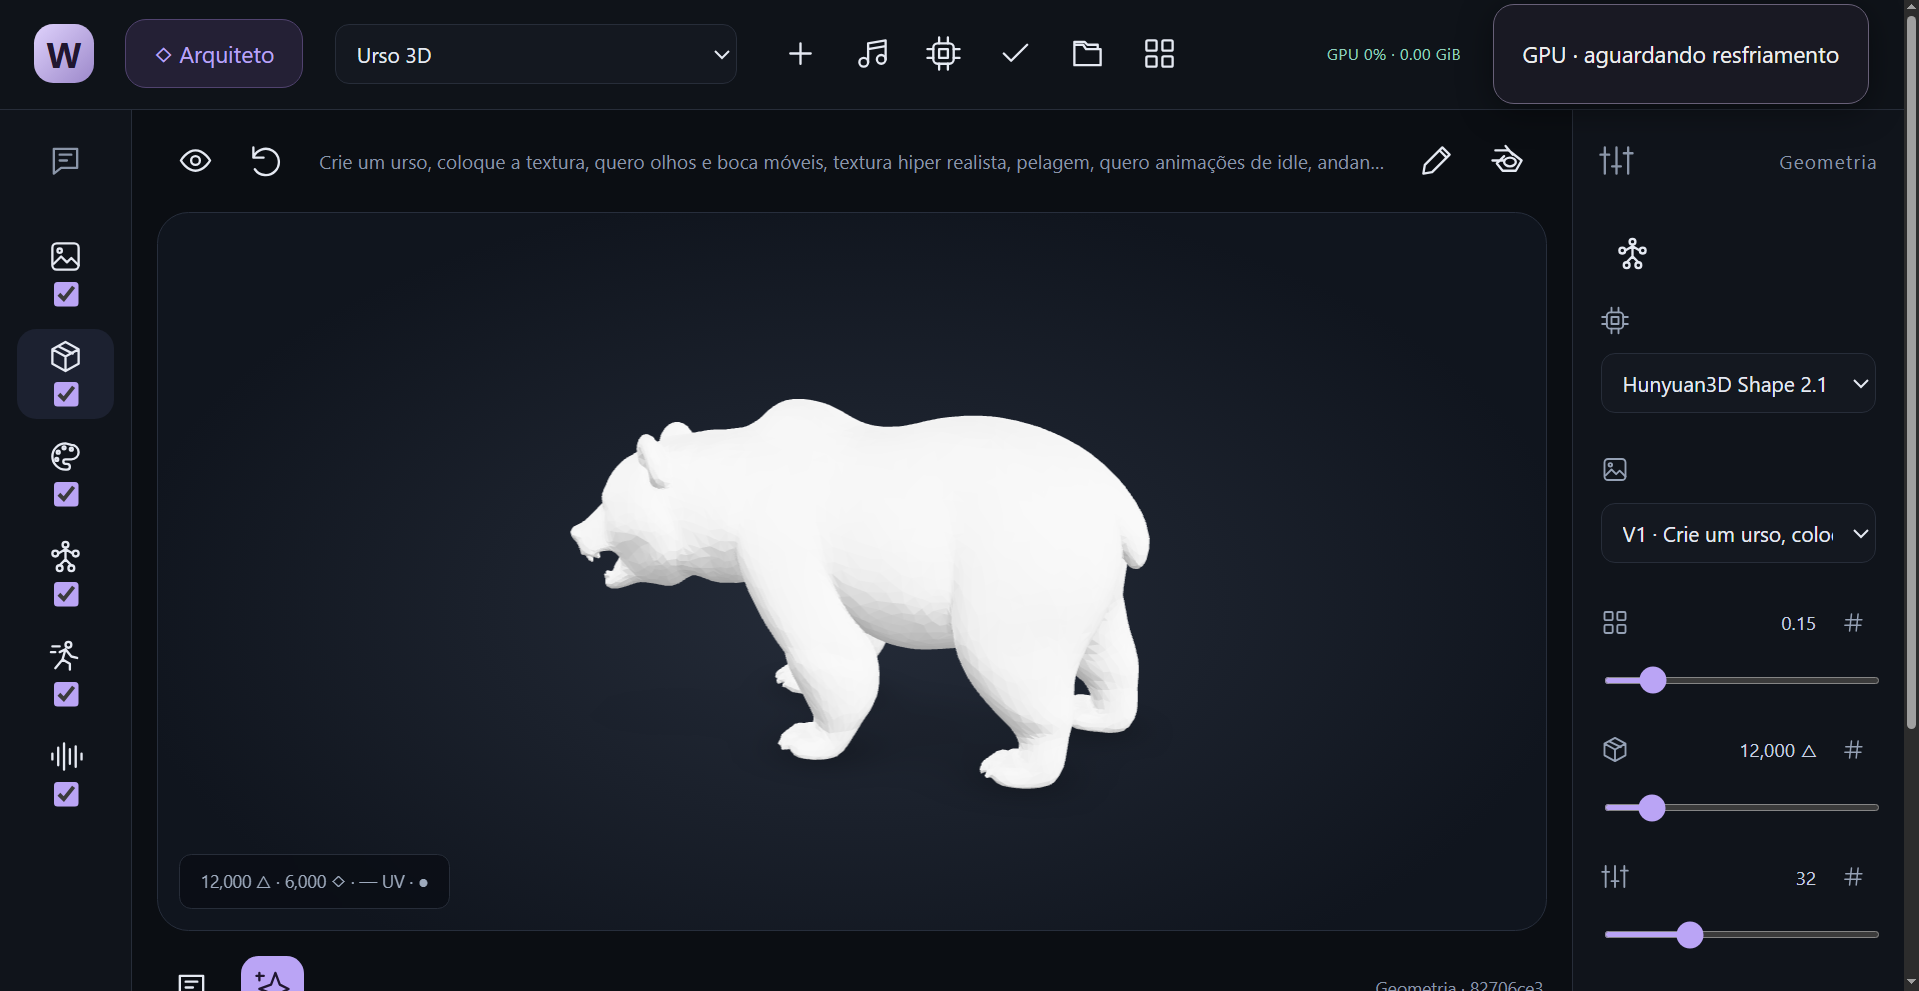 W
◇ Arquiteto
Urso 3D
GPU 0% · 0.00 GiB
GPU · aguardando resfriamento
Crie um urso, coloque a textura, quero olhos e boca móveis, textura hiper realista, pelagem, quero animações de idle, andan...
Geometria
Hunyuan3D Shape 2.1
V1 · Crie um urso, colo
0.15 #
12,000 △ #
32 #
12,000 △ · 6,000 ◇ · — UV · ●
Geometria · 82706ce3